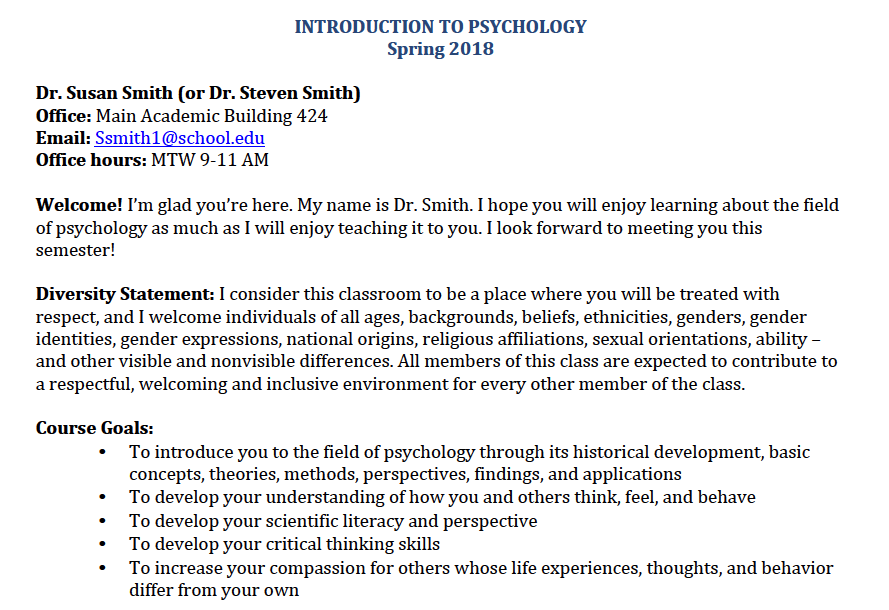 INTRODUCTION TO PSYCHOLOGY
Spring 2018
Dr. Susan Smith (or Dr. Steven Smith)
Office: Main Academic Building 424
Email: Ssmith1@school.edu
Office hours: MTW 9-11 AM
Welcome! I’m glad you’re here. My name is Dr. Smith. I hope you will enjoy learning about the field
of psychology as much as I will enjoy teaching it to you. I look forward to meeting you this
semester!
Diversity Statement: I consider this classroom to be a place where you will be treated with
respect, and I welcome individuals of all ages, backgrounds, beliefs, ethnicities, genders, gender
identities, gender expressions, national origins, religious affiliations, sexual orientations, ability –
and other visible and nonvisible differences. All members of this class are expected to contribute to
a respectful, welcoming and inclusive environment for every other member of the class.
Course Goals:
• To introduce you to the field of psychology through its historical development, basic
concepts, theories, methods, perspectives, findings, and applications
• To develop your understanding of how you and others think, feel, and behave
• To develop your scientific literacy and perspective
• To develop your critical thinking skills
• To increase your compassion for others whose life experiences, thoughts, and behavior
differ from your own